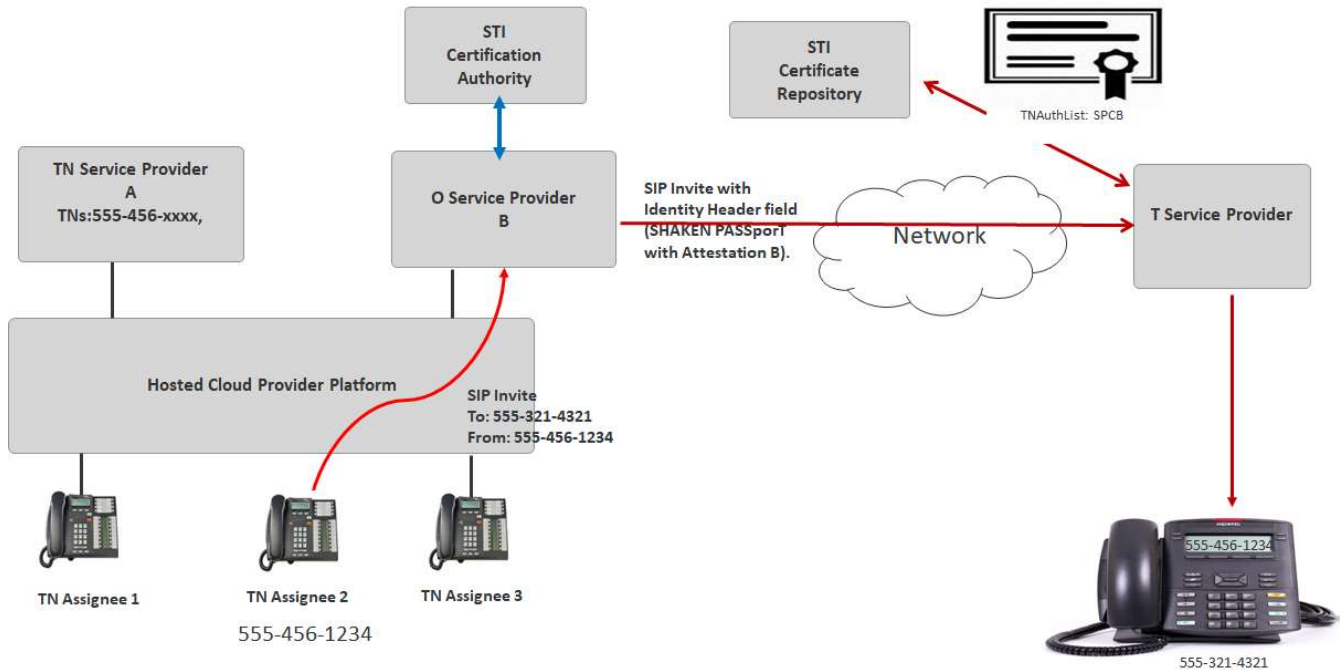 STI
Certification
Authority
STI
Certificate
Repository
TNAuthList: SPCB
TN Service Provider
A
TNs:555-456-xxxx,
O Service Provider
B
SIP Invite with
Identity Header field
(SHAKEN PASSporT
with Attestation B).
Network
T Service Provider
Hosted Cloud Provider Platform
SIP Invite
To: 555-321-4321
From: 555-456-1234
TN Assignee 1
TN Assignee 2
TN Assignee 3
555-456-1234
555-456-1234
555-321-4321